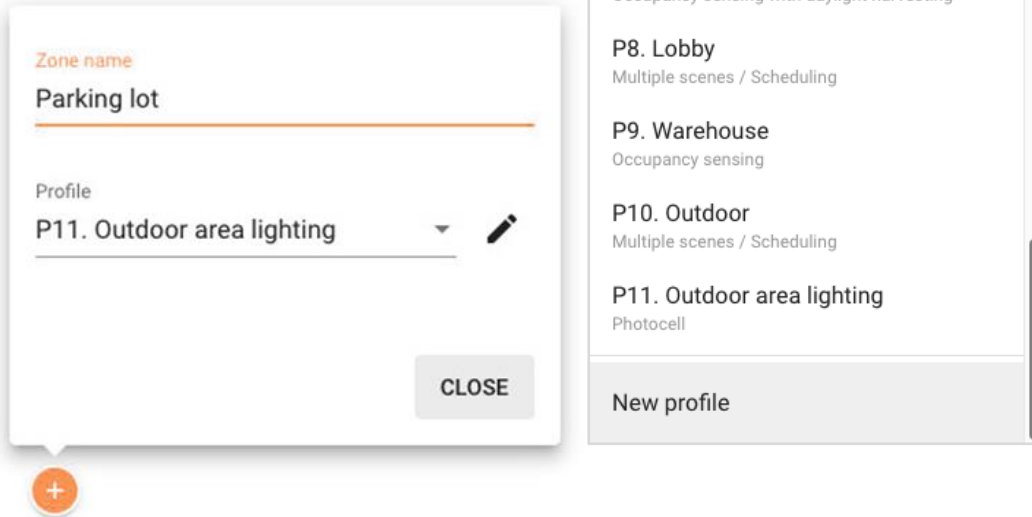 Zone name
Parking lot
Profile
P11. Outdoor area lighting
CLOSE
P8. Lobby
Multiple scenes / Scheduling
P9. Warehouse
Occupancy sensing
P10. Outdoor
Multiple scenes / Scheduling
P11. Outdoor area lighting
Photocell
New profile